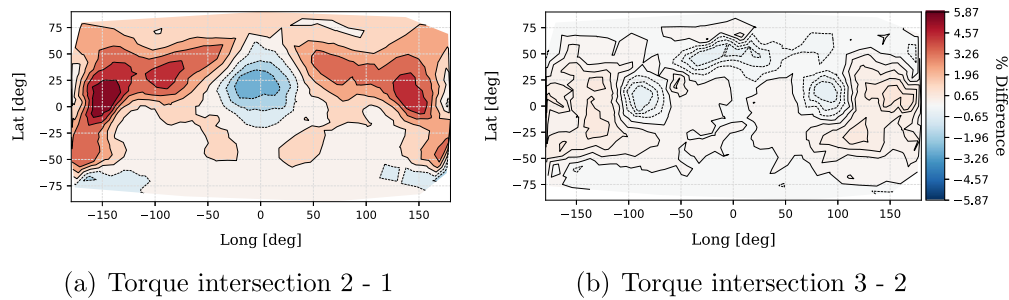 75
50
25
0
−25
−50
−75
Lat [deg]
−150 −100 −50 0 50 100 150
Long [deg]
(a) Torque intersection 2 - 1
75
50
25
0
−25
−50
−75
Lat [deg]
−150 −100 −50 0 50 100 150
Long [deg]
(b) Torque intersection 3 - 2
5.87
4.57
3.26
1.96
0.65
−0.65
−1.96
−3.26
−4.57
−5.87
% Difference